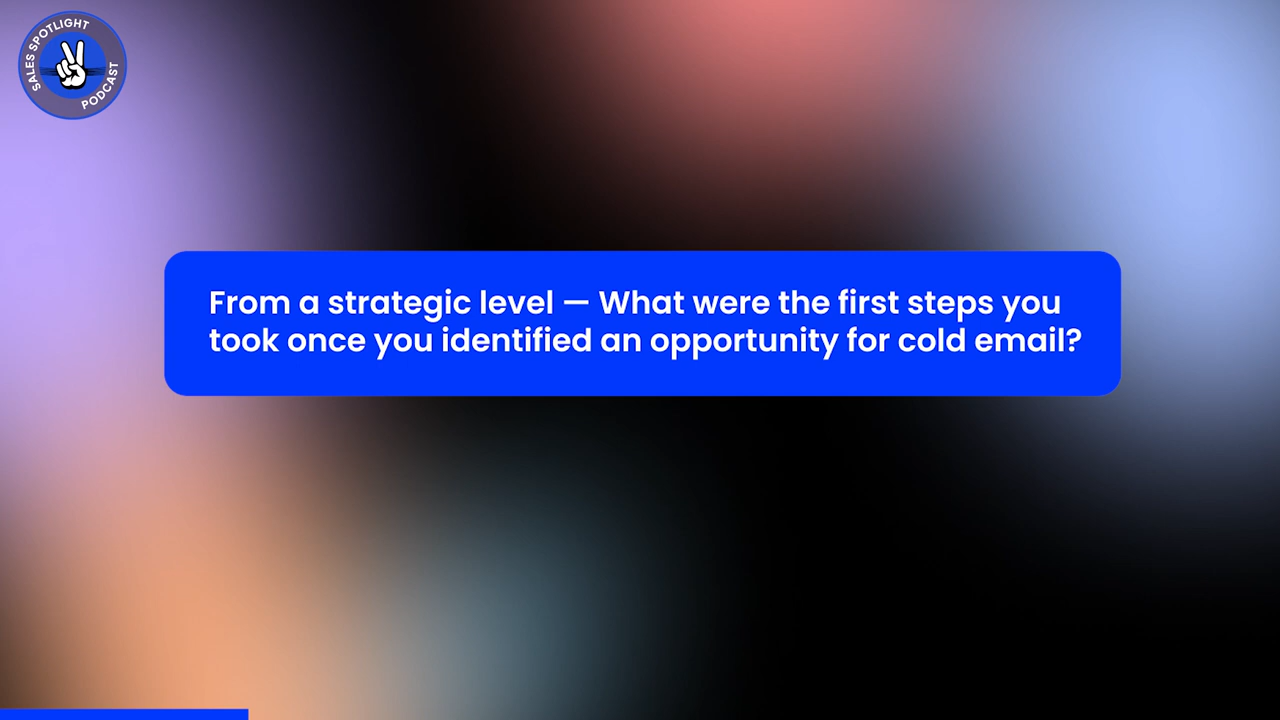 SALES SPOTLIGHT
PODCAST
From a strategic level — What were the first steps you
took once you identified an opportunity for cold email?